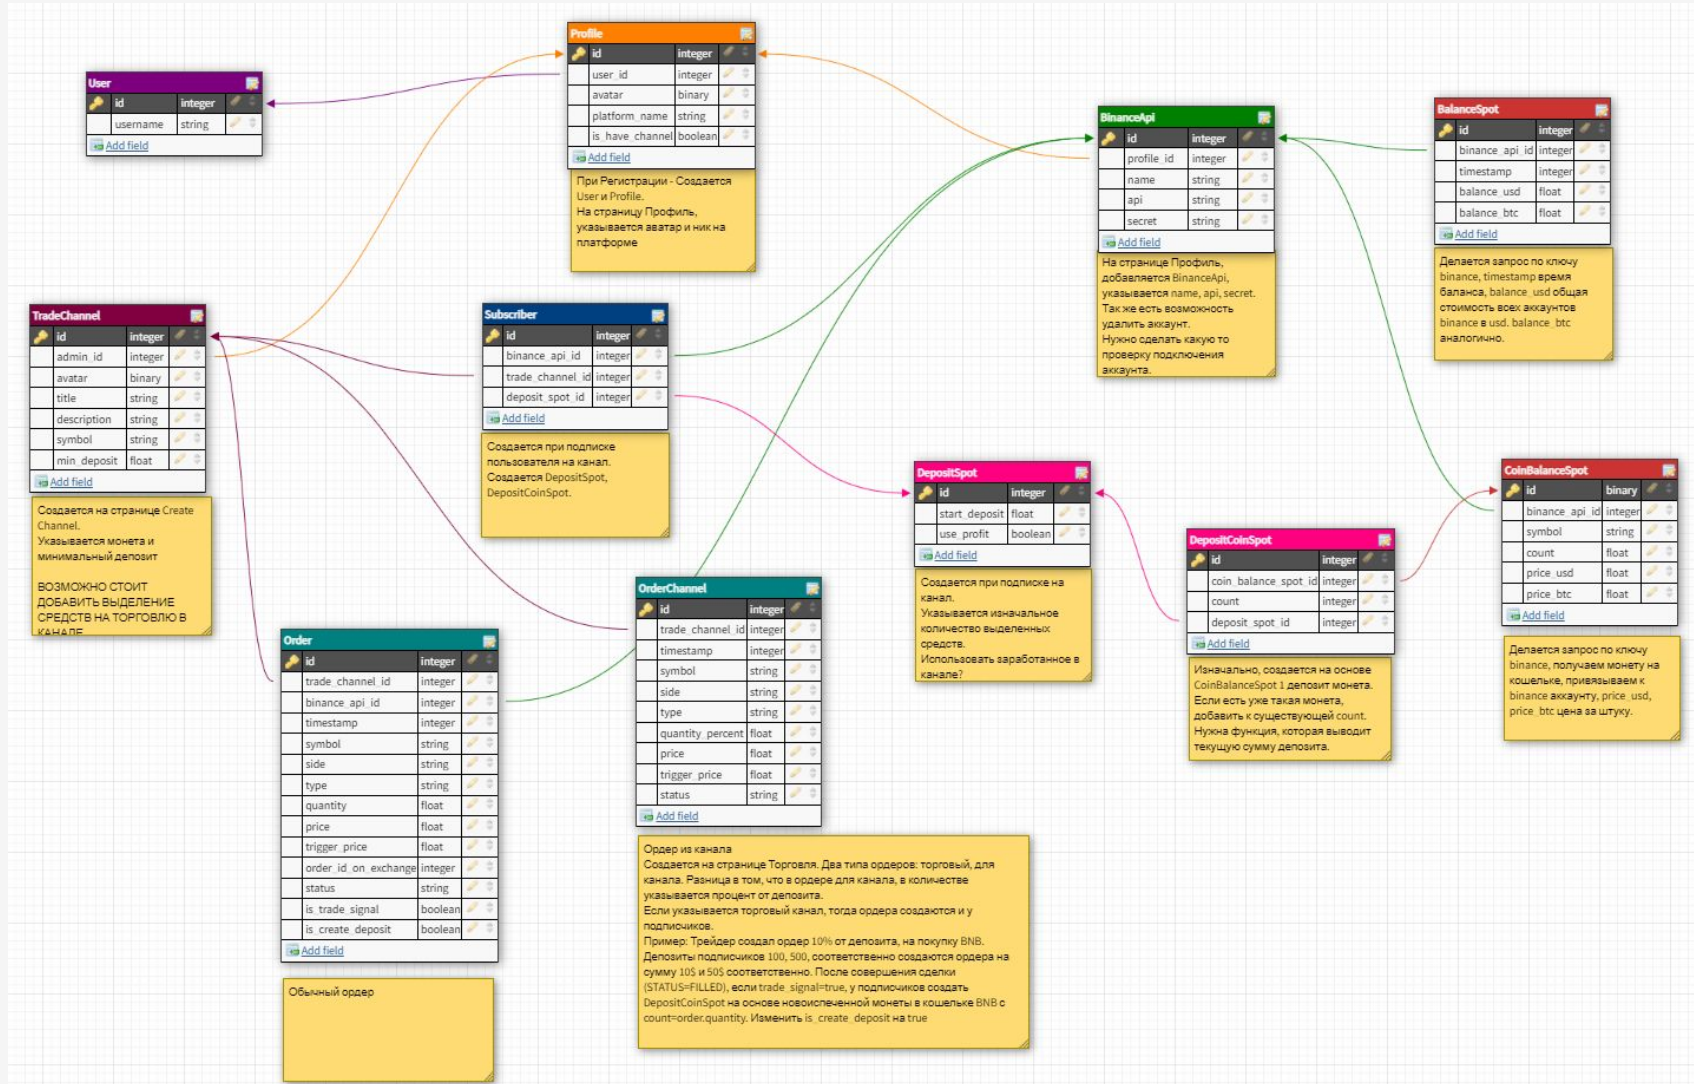 User
id integer
username string
Add field
Profile
id integer
user_id integer
avatar binary
platform_name string
is_have_channel boolean
Add field
При Регистрации - Создается
User и Profile.
На страницу Профиль,
указывается аватар и ник на
платформе
BinanceApi
id integer
profile_id integer
name string
api string
secret string
Add field
На странице Профиль,
добавляется BinanceApi,
указывается name, api, secret.
Так же есть возможность
удалить аккаунт.
Нужно сделать какую то
проверку подключения
аккаунта.
BalanceSpot
id integer
binance_api_id integer
timestamp integer
balance_usd float
balance_btc float
Add field
Делается запрос по ключу
binance, timestamp время
баланса, balance_usd общая
стоимость всех аккаунтов
binance в usd. balance_btc
аналогично.
TradeChannel
id integer
admin_id integer
avatar binary
title string
description string
symbol string
min_deposit float
Add field
Создается на странице Create
Channel.
Указывается монета и
минимальный депозит
ВОЗМОЖНО СТОИТ
ДОБАВИТЬ ВЫДЕЛЕНИЕ
СРЕДСТВ НА ТОРГОВЛЮ В
КАНАЛЕ
Subscriber
id integer
binance_api_id integer
trade_channel_id integer
deposit_spot_id integer
Add field
Создается при подписке
пользователя на канал.
Создается DepositSpot,
DepositCoinSpot.
DepositSpot
id integer
start_deposit float
use_profit boolean
Add field
Создается при подписке на
канал.
Указывается изначальное
количество выделенных
средств.
Использовать заработанное в
канале?
DepositCoinSpot
id integer
coin_balance_spot_id integer
count integer
deposit_spot_id integer
Add field
Изначально, создается на основе
CoinBalanceSpot 1 депозит монета.
Если есть уже такая монета,
добавить к существующей count.
Нужна функция, которая выводит
текущую сумму депозита.
CoinBalanceSpot
id binary
binance_api_id integer
symbol string
count float
price_usd float
price_btc float
Add field
Делается запрос по ключу
binance, получаем монету на
кошельке, привязываем к
binance аккаунту, price_usd,
price_btc цена за штуку.
Order
id integer
trade_channel_id integer
binance_api_id integer
timestamp integer
symbol string
side string
type string
quantity float
price float
trigger_price float
order_id_on_exchange integer
status string
is_trade_signal boolean
is_create_deposit boolean
Add field
Обычный ордер
OrderChannel
id integer
trade_channel_id integer
timestamp integer
symbol string
side string
type string
quantity_percent float
price float
trigger_price float
status string
Add field
Ордер из канала
Создается на странице Торговля. Два типа ордеров: торговый, для
канала. Разница в том, что в ордере для канала, в количестве
указывается процент от депозита.
Если указывается торговый канал, тогда ордера создаются и у
подписчиков.
Пример: Трейдер создал ордер 10% от депозита, на покупку BNB.
Депозиты подписчиков 100, 500, соответственно создаются ордера на
сумму 10$ и 50$ соответственно. После совершения сделки
(STATUS=FILLED), если trade_signal=true, у подписчиков создать
DepositCoinSpot на основе новоиспеченной монеты в кошельке BNB с
count=order.quantity. Изменить is_create_deposit на true